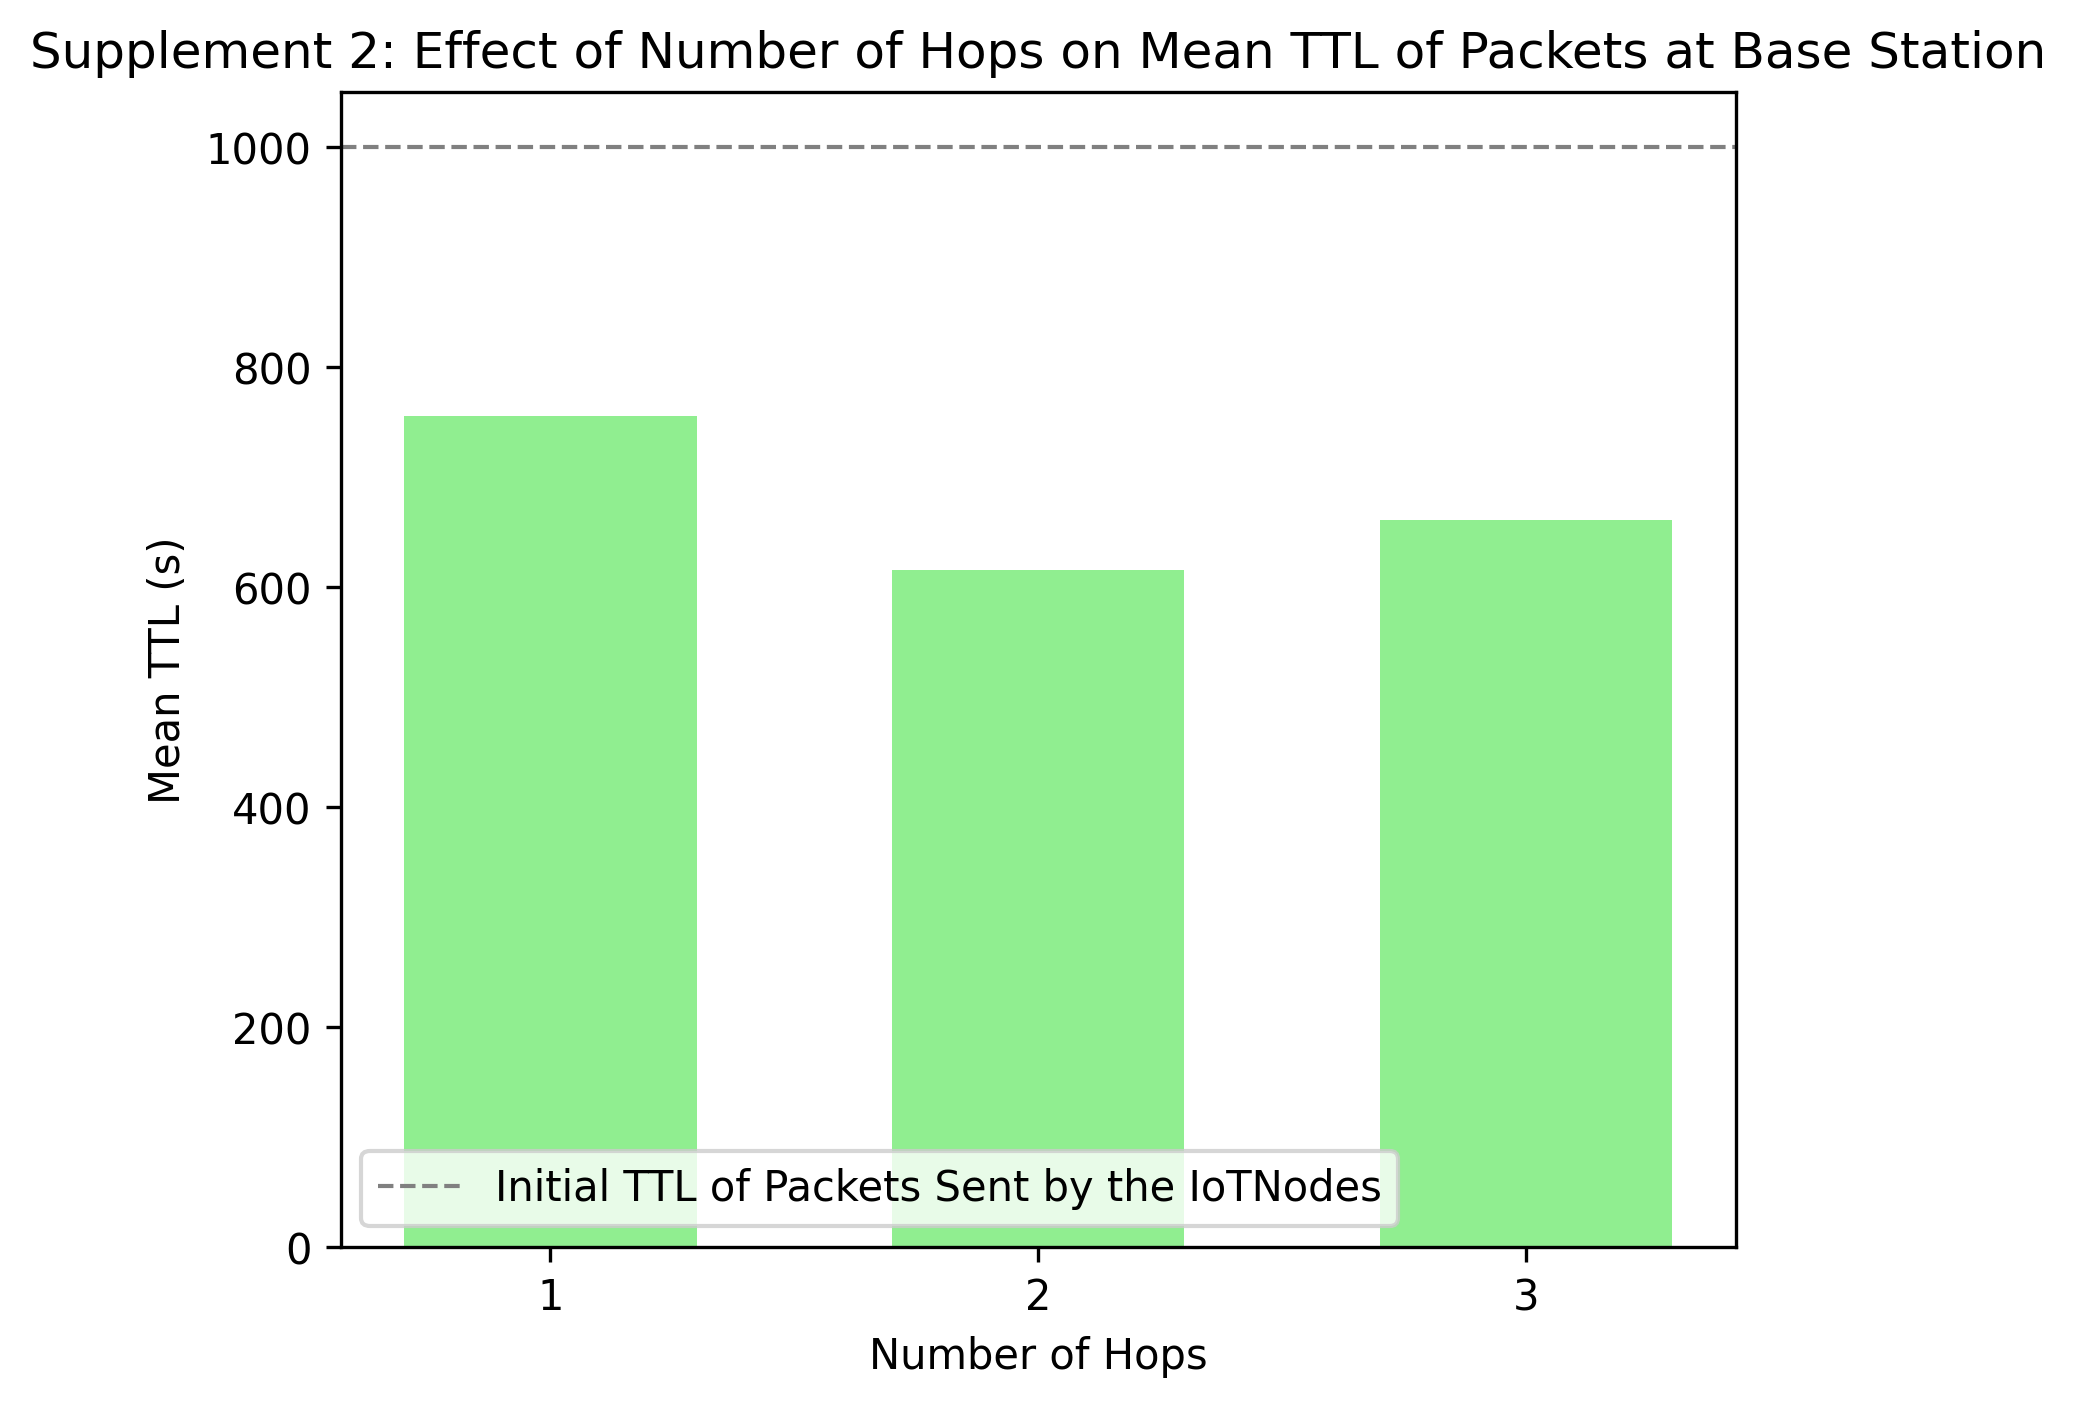 Supplement 2: Effect of Number of Hops on Mean TTL of Packets at Base Station
1000
800
600
400
200
0
Mean TTL (s)
Initial TTL of Packets Sent by the IoTNodes
1
2
3
Number of Hops